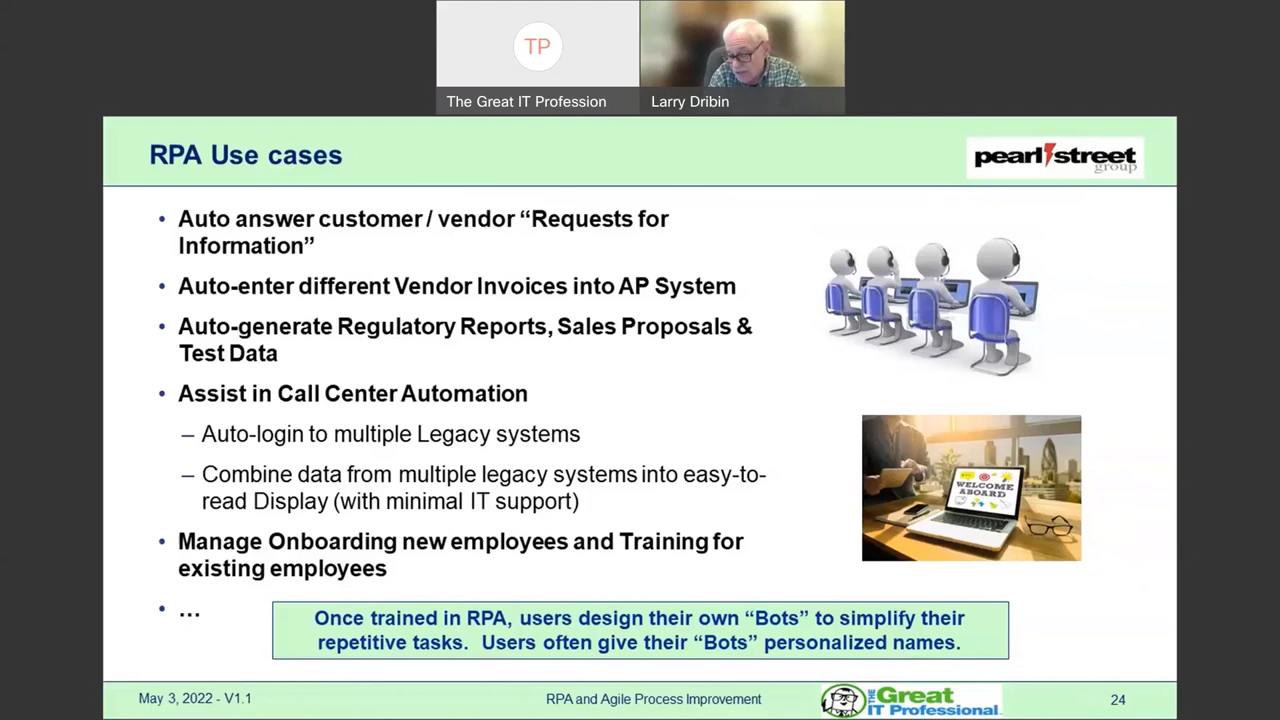 TP
The Great IT Profession
Larry Dribin
RPA Use cases
pearl street
group
• Auto answer customer / vendor “Requests for
Information”
• Auto-enter different Vendor Invoices into AP System
• Auto-generate Regulatory Reports, Sales Proposals &
Test Data
• Assist in Call Center Automation
– Auto-login to multiple Legacy systems
– Combine data from multiple legacy systems into easy-to-
read Display (with minimal IT support)
• Manage Onboarding new employees and Training for
existing employees
• ...
WELCOME
ABOARD
Once trained in RPA, users design their own “Bots” to simplify their
repetitive tasks. Users often give their “Bots” personalized names.
May 3, 2022 - V1.1
RPA and Agile Process Improvement
THE Great
IT Professional
24